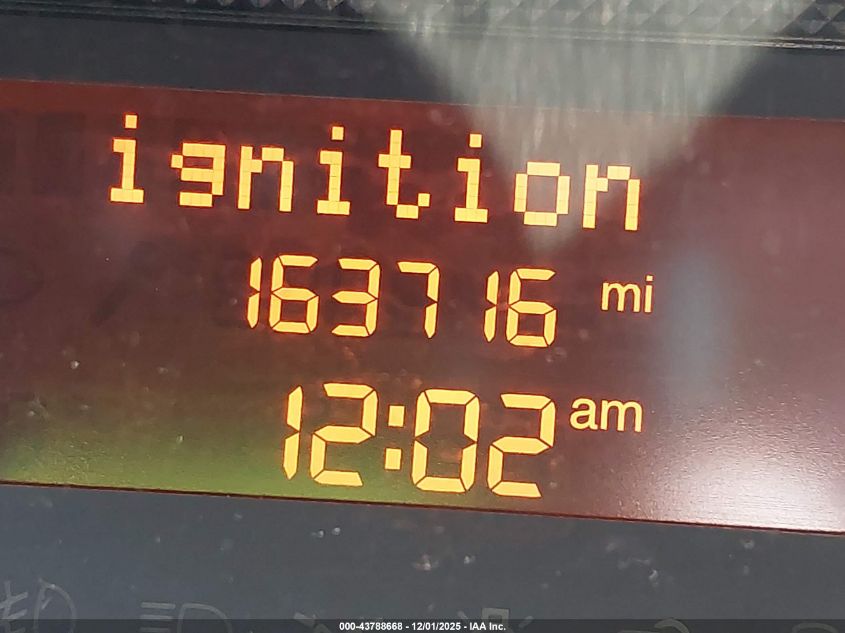 ignition
163716 mi
12:02 am
000-43788668 - 12/01/2025 - IAA Inc.